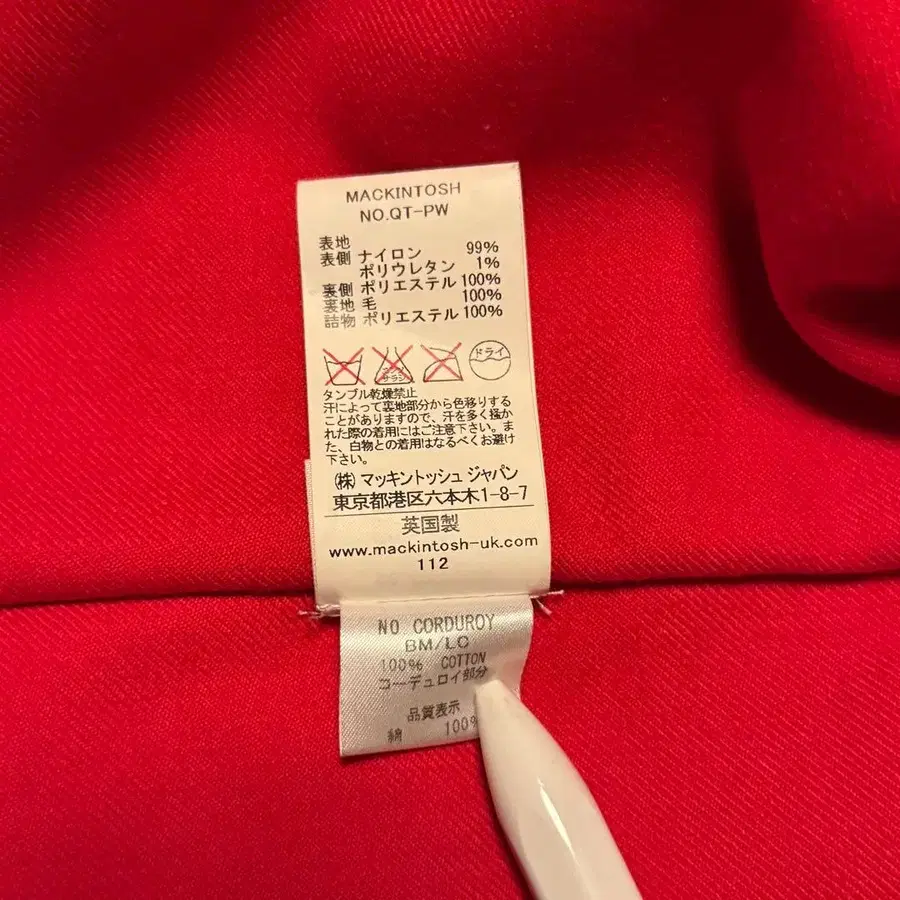 MACKINTOSH
NO.QT-PW
表地
表側 ナイロン 99%
ポリウレタン 1%
裏側 ポリエステル 100%
裏地 毛 100%
詰物 ポリエステル 100%
エンソサラシ ドライ
タンブル乾燥禁止
汗によって裏地部分から色移りする
ことがありますので、汗を多く掻か
れた際の着用にはご注意下さい。ま
た、白物との着用はなるべくお避け
下さい。
(株) マッキントッシュ ジャパン
東京都港区六本木1-8-7
英国製
www.mackintosh-uk.com
112
NO CORDUROY
BM/LC
100% COTTON
コーデュロイ部分
品質表示
綿 100%